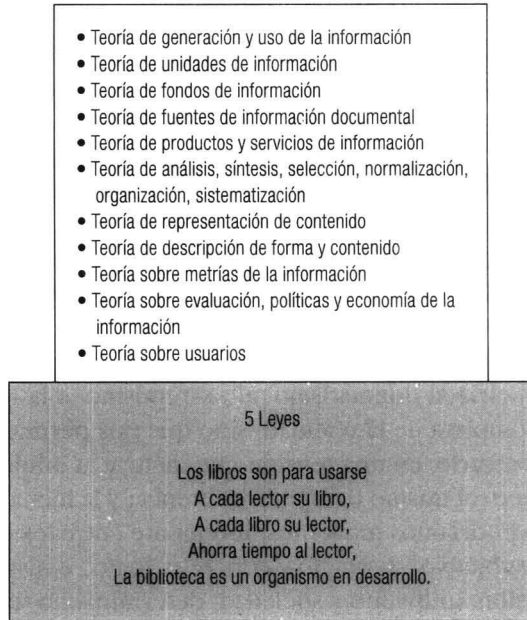 • Teoría de generación y uso de la información
• Teoría de unidades de información
• Teoría de fondos de información
• Teoría de fuentes de información documental
• Teoría de productos y servicios de información
• Teoría de análisis, síntesis, selección, normalización,
organización, sistematización
• Teoría de representación de contenido
• Teoría de descripción de forma y contenido
• Teoría sobre metrías de la información
• Teoría sobre evaluación, políticas y economía de la
información
• Teoría sobre usuarios
5 Leyes
Los libros son para usarse
A cada lector su libro,
A cada libro su lector,
Ahorra tiempo al lector,
La biblioteca es un organismo en desarrollo.